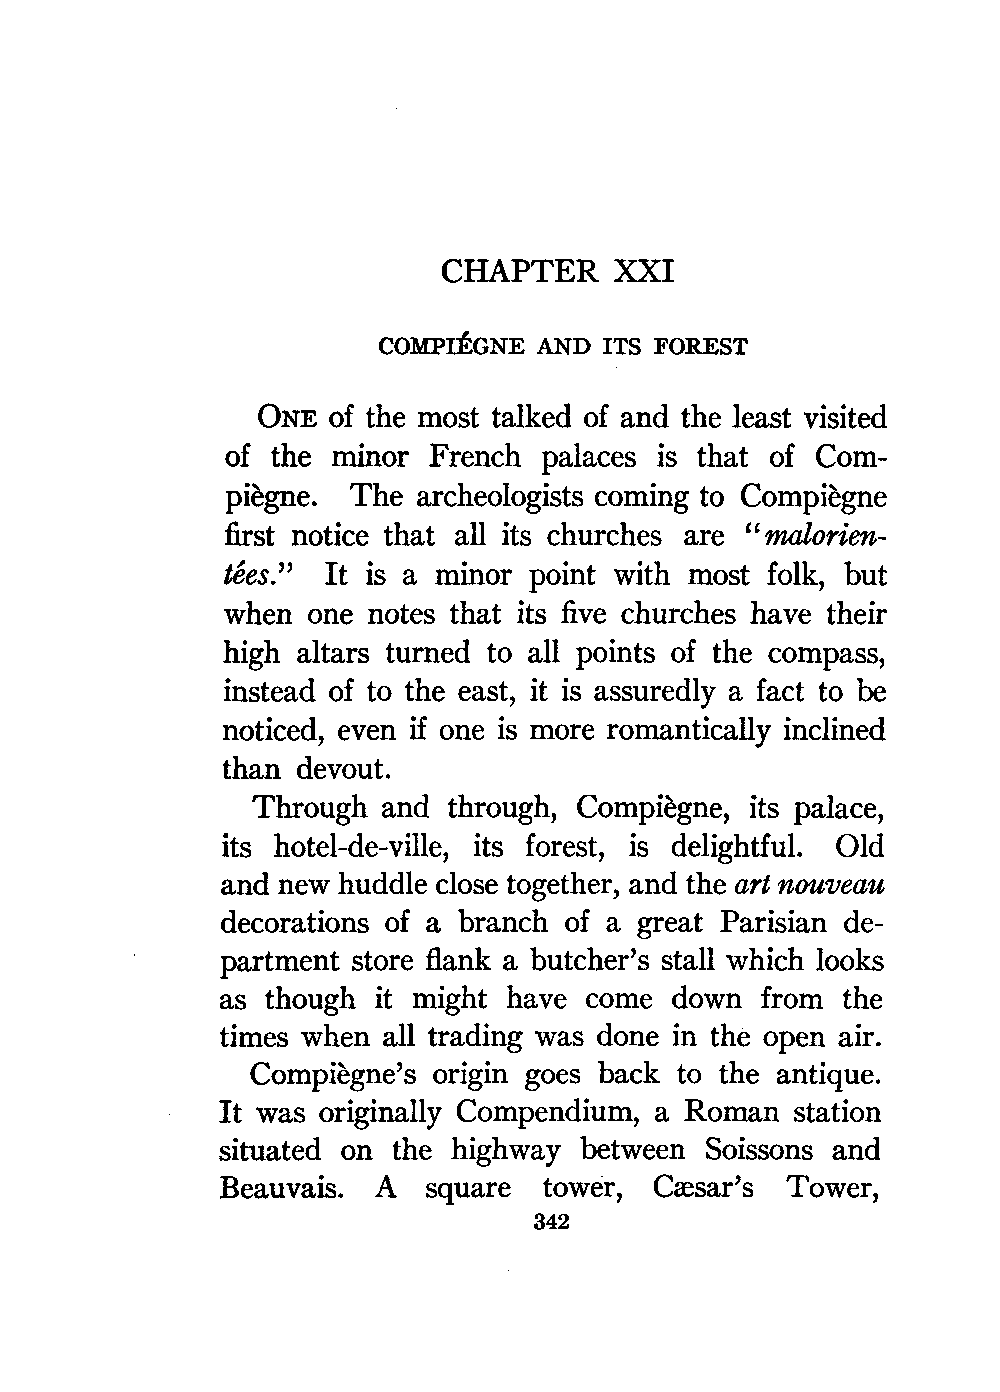 CHAPTER XXI
COMPIÉGNE AND ITS FOREST
ONE of the most talked of and the least visited
of the minor French palaces is that of Com-
piègne. The archeologists coming to Compiègne
first notice that all its churches are "malorien-
tées." It is a minor point with most folk, but
when one notes that its five churches have their
high altars turned to all points of the compass,
instead of to the east, it is assuredly a fact to be
noticed, even if one is more romantically inclined
than devout.
Through and through, Compiègne, its palace,
its hotel-de-ville, its forest, is delightful. Old
and new huddle close together, and the art nouveau
decorations of a branch of a great Parisian de-
partment store flank a butcher's stall which looks
as though it might have come down from the
times when all trading was done in the open air.
Compiègne's origin goes back to the antique.
It was originally Compendium, a Roman station
situated on the highway between Soissons and
Beauvais. A square tower, Cæsar's Tower,
342